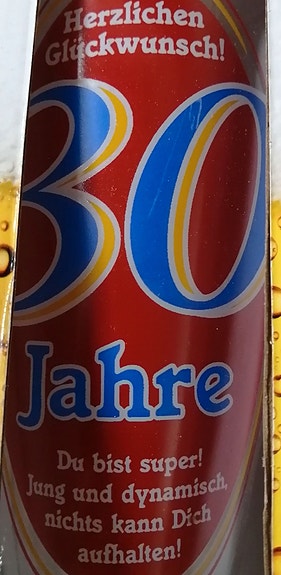 Herzlichen
Glückwunsch!
30
Jahre
Du bist super!
Jung und dynamisch,
nichts kann Dich
aufhalten!